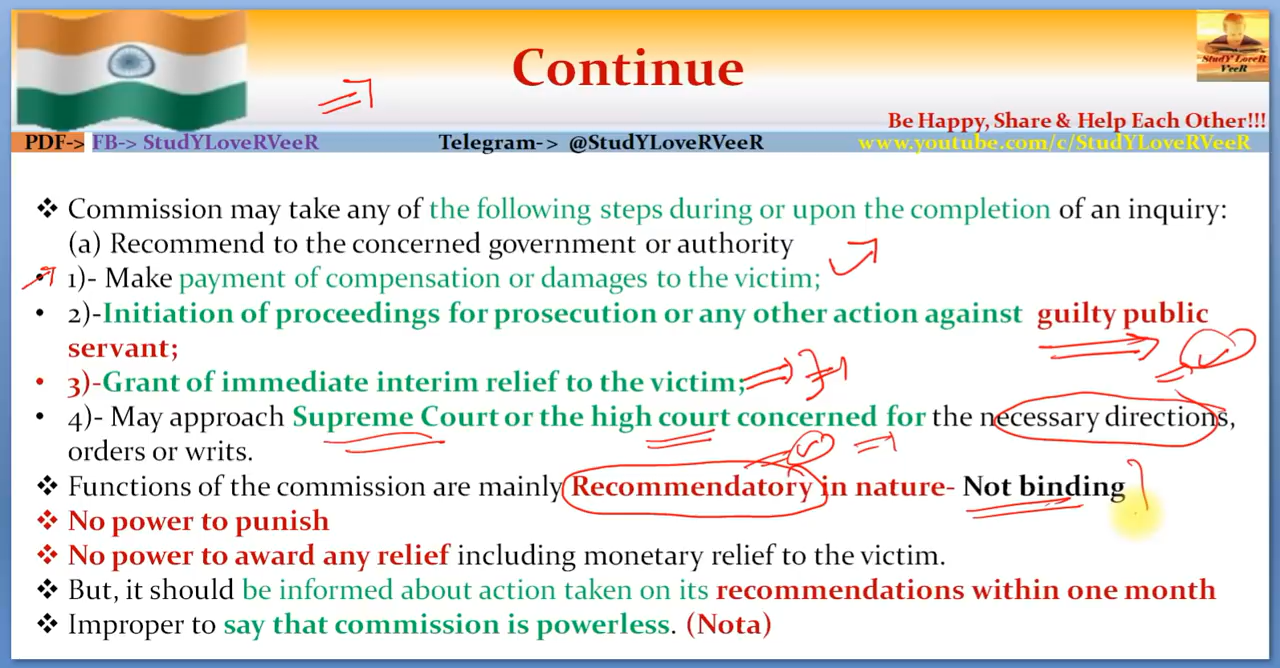 Continue
StudY LoveR
VeeR
Be Happy, Share & Help Each Other!!!
PDF-> FB-> StudYLoveRVeeR Telegram-> @StudYLoveRVeeR www.youtube.com/c/StudYLoveRVeeR
❖ Commission may take any of the following steps during or upon the completion of an inquiry:
(a) Recommend to the concerned government or authority
• 1)- Make payment of compensation or damages to the victim;
• 2)-Initiation of proceedings for prosecution or any other action against guilty public
servant;
• 3)-Grant of immediate interim relief to the victim;
• 4)- May approach Supreme Court or the high court concerned for the necessary directions,
orders or writs.
❖ Functions of the commission are mainly Recommendatory in nature- Not binding
❖ No power to punish
❖ No power to award any relief including monetary relief to the victim.
❖ But, it should be informed about action taken on its recommendations within one month
❖ Improper to say that commission is powerless. (Nota)